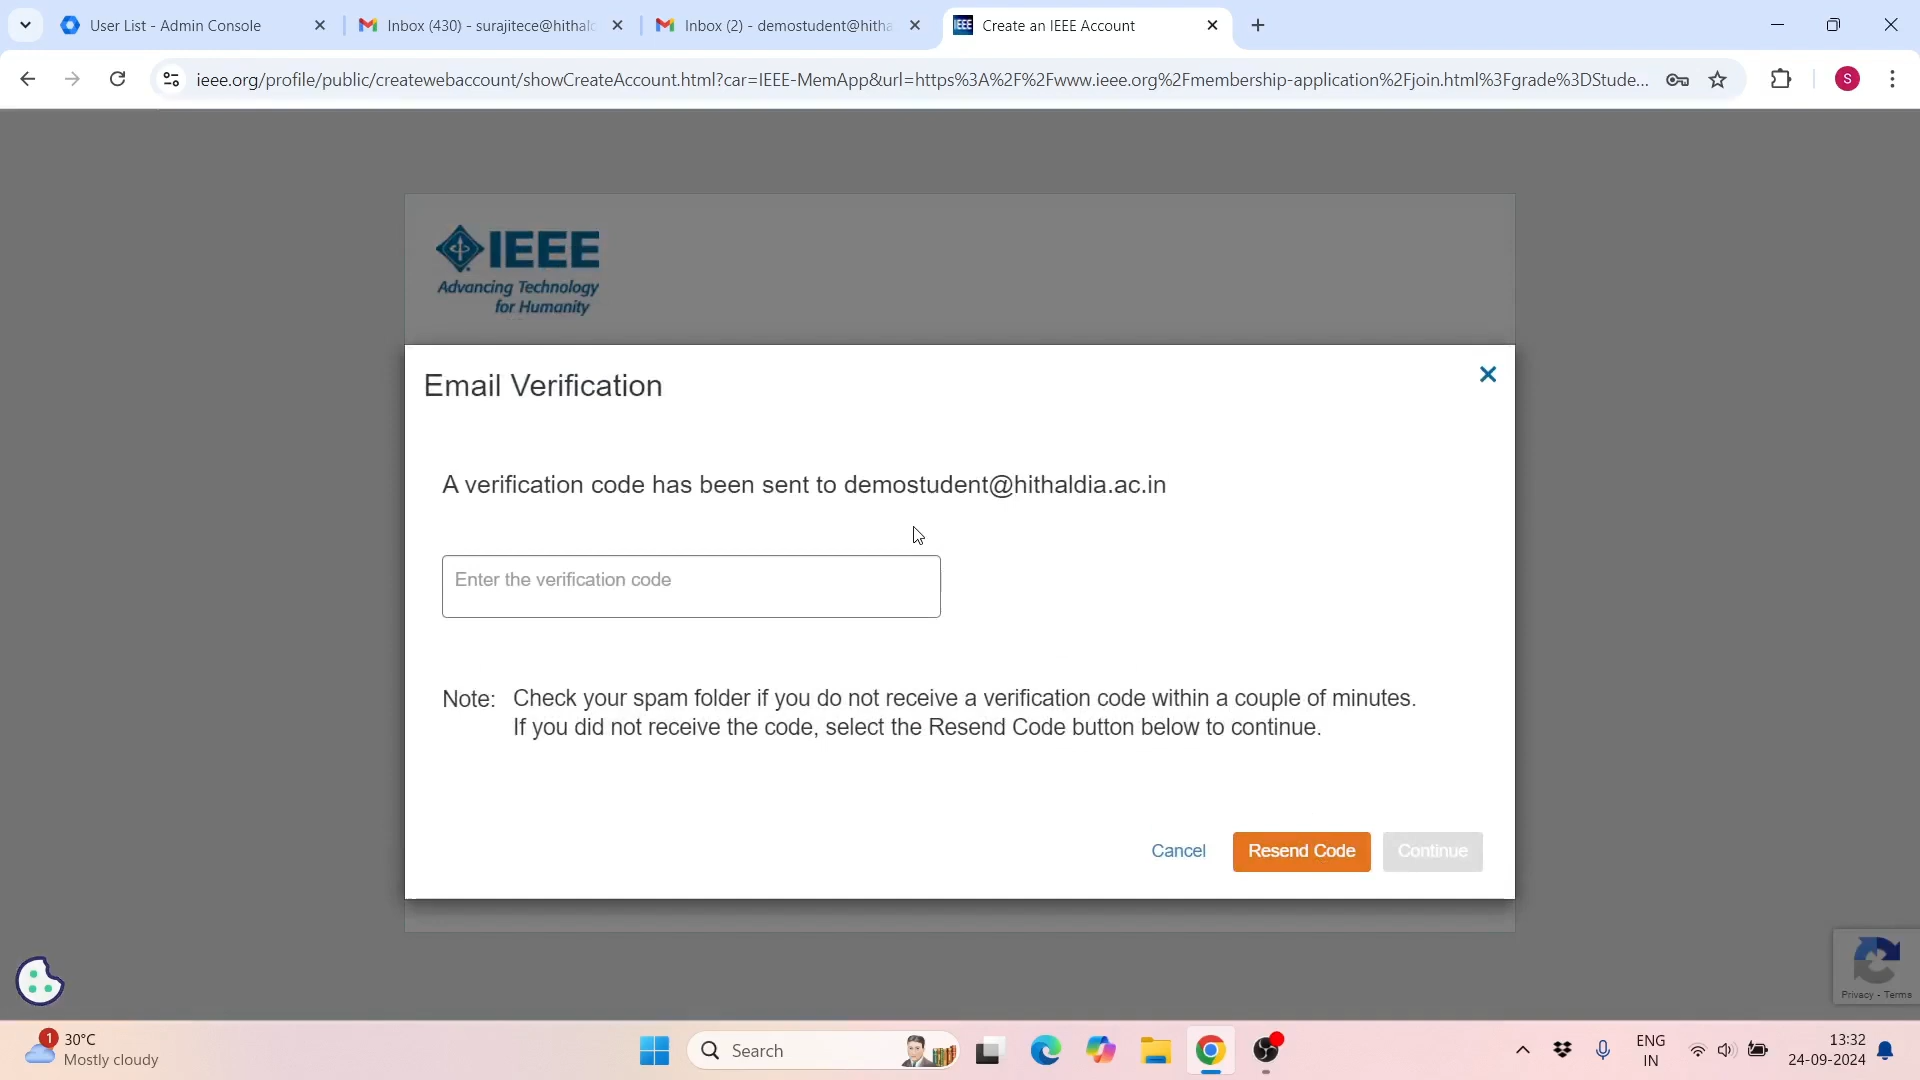 User List - Admin Console
Inbox (430) - surajitece@hithalc
Inbox (2) - demostudent@hitha
Create an IEEE Account
ieee.org/profile/public/createwebaccount/showCreateAccount.html?car=IEEE-MemApp&url=https%3A%2F%2Fwww.ieee.org%2Fmembership-application%2Fjoin.html%3Fgrade%3DStude...
S
IEEE
Advancing Technology
for Humanity
Email Verification
A verification code has been sent to demostudent@hithaldia.ac.in
Enter the verification code
Note: Check your spam folder if you do not receive a verification code within a couple of minutes.
If you did not receive the code, select the Resend Code button below to continue.
Cancel
Resend Code
Continue
Privacy - Terms
1
30°C
Mostly cloudy
Search
ENG
IN
13:32
24-09-2024